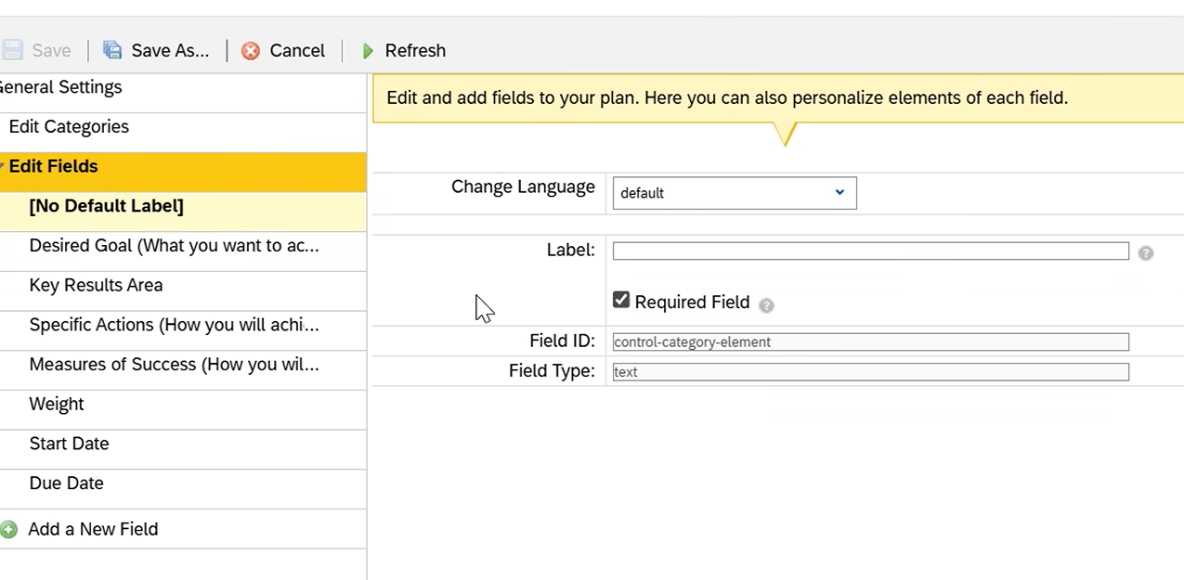 Save Save As... Cancel Refresh
General Settings
Edit Categories
Edit Fields
[No Default Label]
Desired Goal (What you want to ac...
Key Results Area
Specific Actions (How you will achi...
Measures of Success (How you wil...
Weight
Start Date
Due Date
Add a New Field
Edit and add fields to your plan. Here you can also personalize elements of each field.
Change Language default
Label: ?
Required Field ?
Field ID: control-category-element
Field Type: text